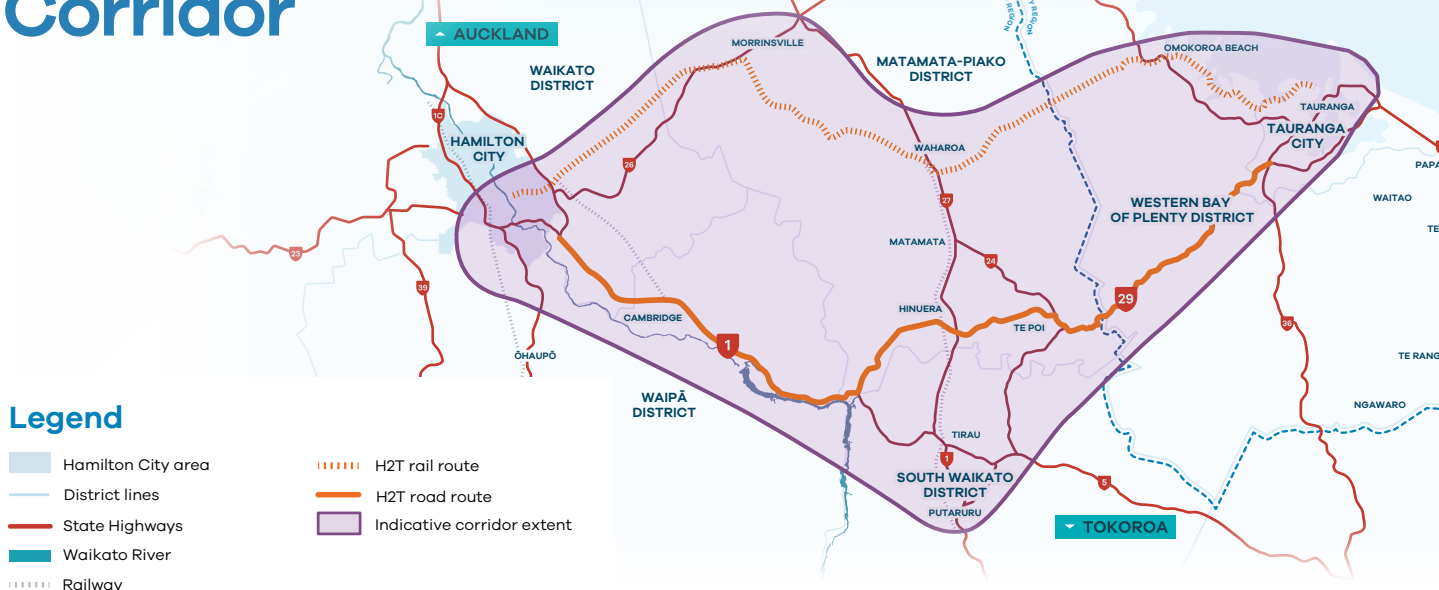 Corridor
AUCKLAND
WAIKATO
DISTRICT
MORRINSVILLE
MATAMATA-PIAKO
DISTRICT
REGION
Y REGION
OMOKOROA BEACH
TAURANGA
TAURANGA
CITY
1C
HAMILTON
CITY
26
WAHAROA
27
PAPA
WAITAO
WESTERN BAY
OF PLENTY DISTRICT
TE
23
39
MATAMATA
24
29
HINUERA
TE POI
36
CAMBRIDGE
1
ŌHAUPŌ
TE RANG
WAIPĀ
DISTRICT
NGAWARO
TIRAU
1
SOUTH WAIKATO
DISTRICT
5
PUTARURU
TOKOROA
Legend
Hamilton City area
District lines
State Highways
Waikato River
Railway
H2T rail route
H2T road route
Indicative corridor extent